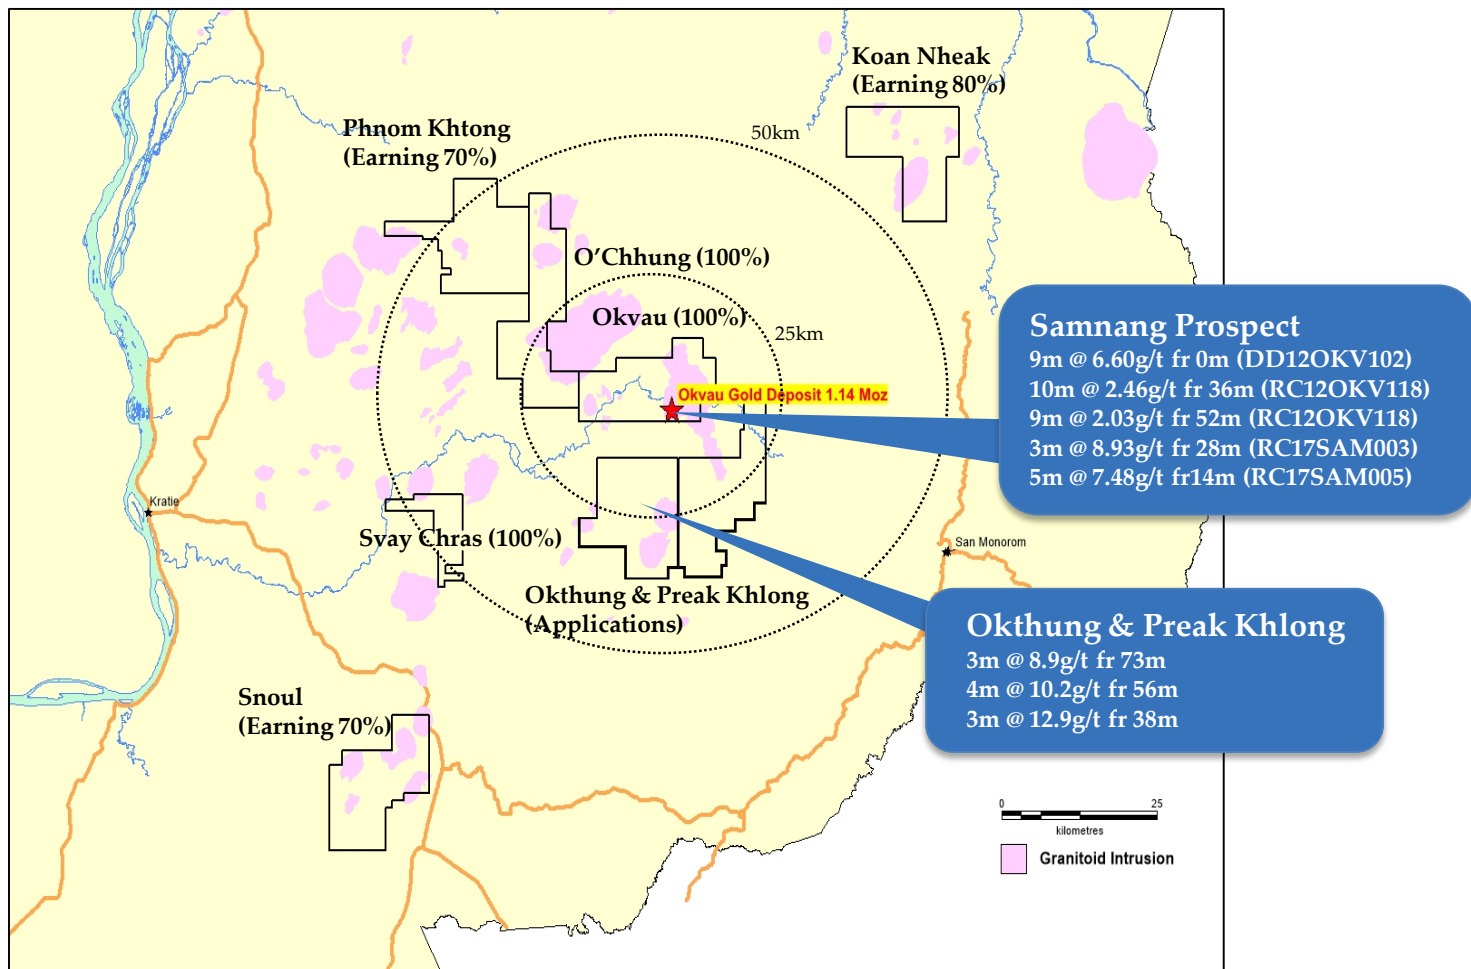 Koan Nheak
(Earning 80%)
50km
Phnom Khtong
(Earning 70%)
O'Chhung (100%)
Okvau (100%)
25km
Okvau Gold Deposit 1.14 Moz
Samnang Prospect
9m @ 6.60g/t fr 0m (DD12OKV102)
10m @ 2.46g/t fr 36m (RC12OKV118)
9m @ 2.03g/t fr 52m (RC12OKV118)
3m @ 8.93g/t fr 28m (RC17SAM003)
5m @ 7.48g/t fr14m (RC17SAM005)
Kratie
Svay Chras (100%)
San Monorom
Okthung & Preak Khlong
(Applications)
Okthung & Preak Khlong
3m @ 8.9g/t fr 73m
4m @ 10.2g/t fr 56m
3m @ 12.9g/t fr 38m
Snoul
(Earning 70%)
0 25
kilometres
Granitoid Intrusion